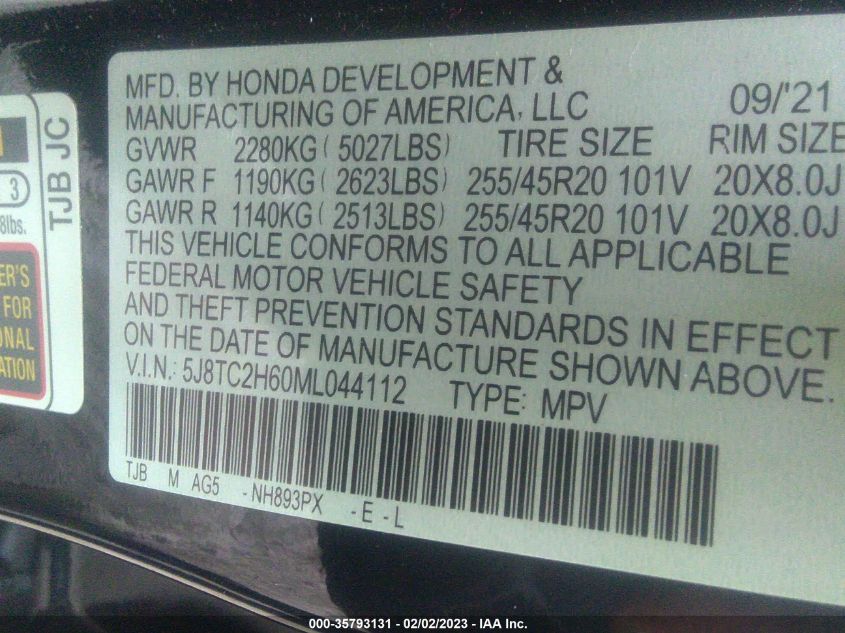 MFD. BY HONDA DEVELOPMENT &
MANUFACTURING OF AMERICA, LLC 09/'21
GVWR 2280KG ( 5027LBS) TIRE SIZE RIM SIZE
GAWR F 1190KG ( 2623LBS) 255/45R20 101V 20X8.0J
GAWR R 1140KG ( 2513LBS) 255/45R20 101V 20X8.0J
THIS VEHICLE CONFORMS TO ALL APPLICABLE
FEDERAL MOTOR VEHICLE SAFETY
AND THEFT PREVENTION STANDARDS IN EFFECT
ON THE DATE OF MANUFACTURE SHOWN ABOVE.
V.I.N.: 5J8TC2H60ML044112 TYPE: MPV
TJB M AG5 -NH893PX -E -L
TJB JC
3
8lbs.
ER'S
FOR
ONAL
ATION
000-35793131 - 02/02/2023 - IAA Inc.